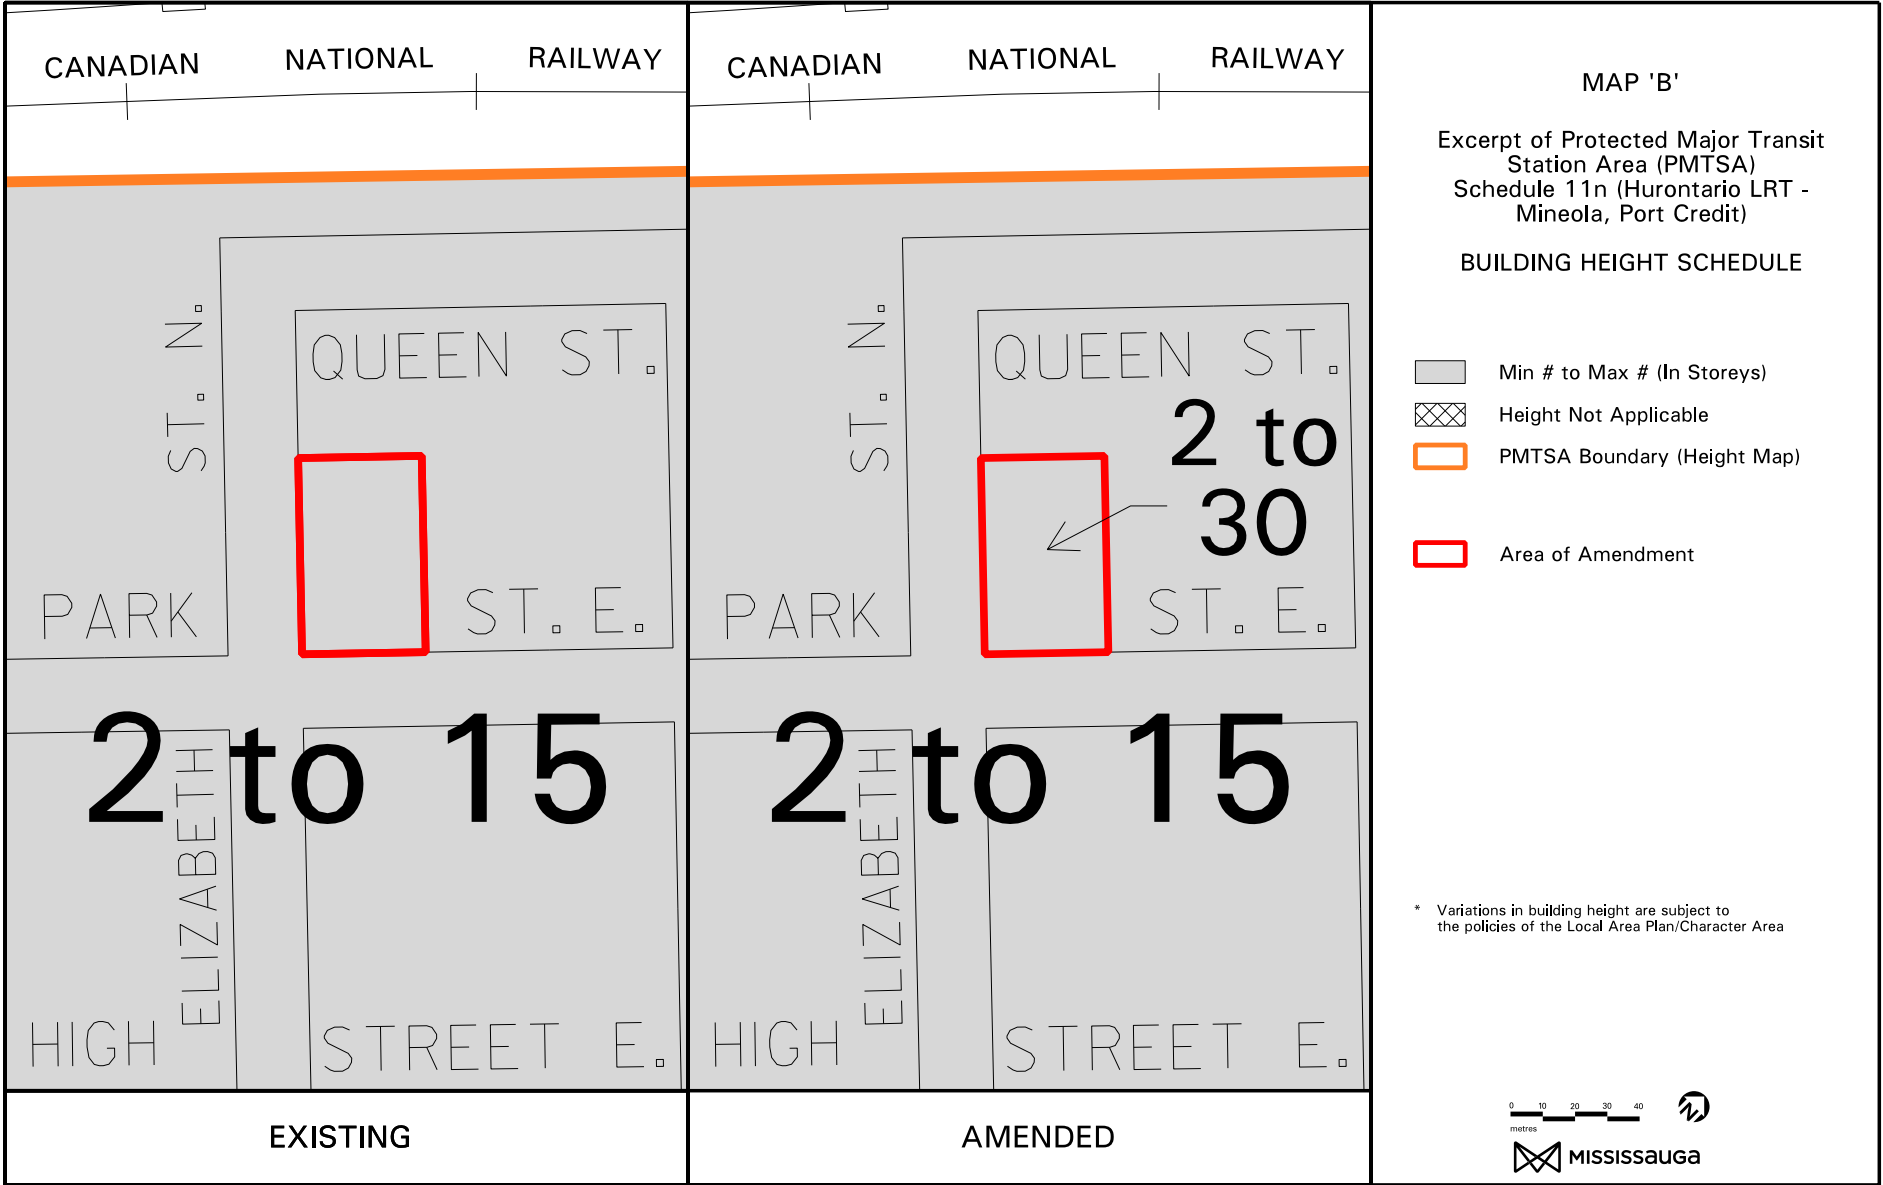 CANADIAN NATIONAL RAILWAY
ST. N.
QUEEN ST.
PARK ST. E.
2 to 15
ELIZABETH
HIGH STREET E.
EXISTING
CANADIAN NATIONAL RAILWAY
ST. N.
QUEEN ST.
2 to
30
PARK ST. E.
2 to 15
ELIZABETH
HIGH STREET E.
AMENDED
MAP 'B'
Excerpt of Protected Major Transit
Station Area (PMTSA)
Schedule 11n (Hurontario LRT -
Mineola, Port Credit)
BUILDING HEIGHT SCHEDULE
Min # to Max # (In Storeys)
Height Not Applicable
PMTSA Boundary (Height Map)
Area of Amendment
* Variations in building height are subject to
the policies of the Local Area Plan/Character Area
0 10 20 30 40
metres
MISSISSAUGA